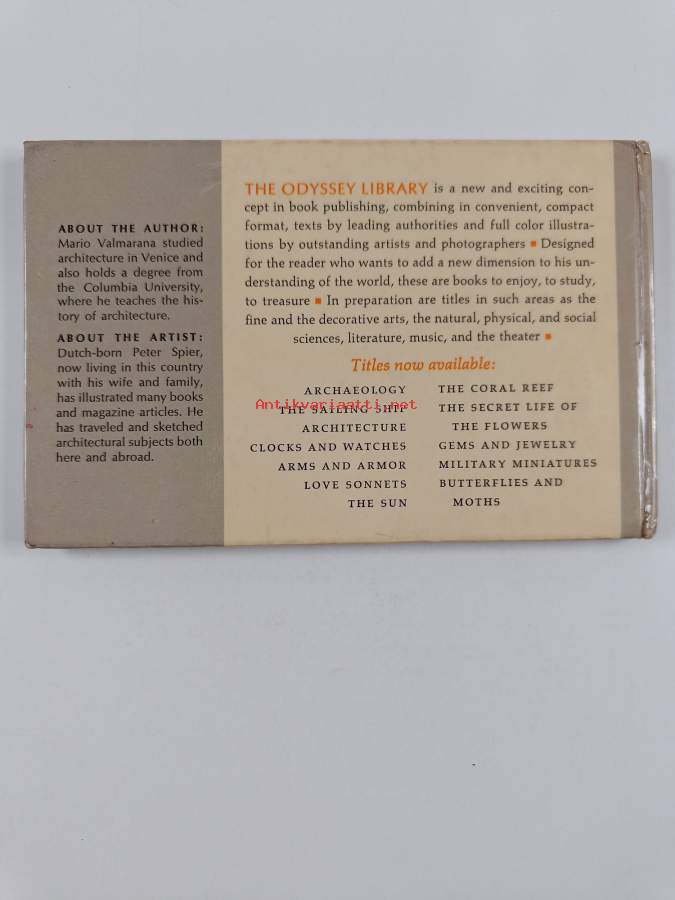 ABOUT THE AUTHOR:
Mario Valmarana studied
architecture in Venice and
also holds a degree from
the Columbia University,
where he teaches the his-
tory of architecture.
ABOUT THE ARTIST:
Dutch-born Peter Spier,
now living in this country
with his wife and family,
has illustrated many books
and magazine articles. He
has traveled and sketched
architectural subjects both
here and abroad.
THE ODYSSEY LIBRARY is a new and exciting con-
cept in book publishing, combining in convenient, compact
format, texts by leading authorities and full color illustra-
tions by outstanding artists and photographers ▪ Designed
for the reader who wants to add a new dimension to his un-
derstanding of the world, these are books to enjoy, to study,
to treasure ▪ In preparation are titles in such areas as the
fine and the decorative arts, the natural, physical, and social
sciences, literature, music, and the theater ▪
Titles now available:
ARCHAEOLOGY
THE SAILING SHIP
ARCHITECTURE
CLOCKS AND WATCHES
ARMS AND ARMOR
LOVE SONNETS
THE SUN
THE CORAL REEF
THE SECRET LIFE OF
THE FLOWERS
GEMS AND JEWELRY
MILITARY MINIATURES
BUTTERFLIES AND
MOTHS
Antikvariaatti.net